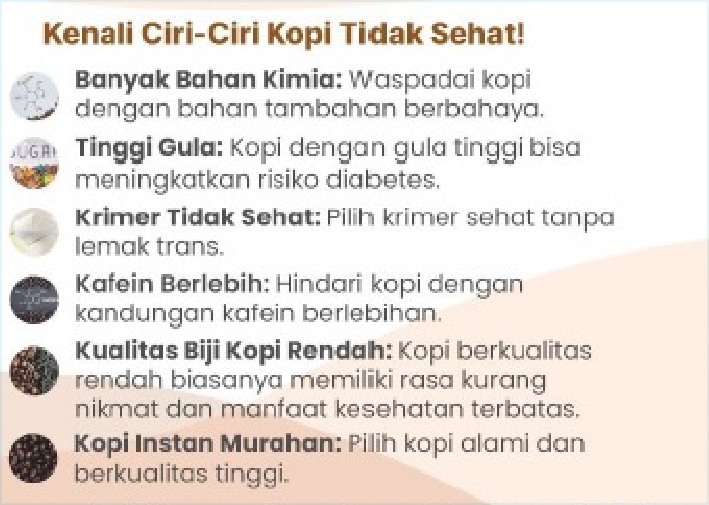 Kenali Ciri-Ciri Kopi Tidak Sehat!
Banyak Bahan Kimia: Waspadai kopi
dengan bahan tambahan berbahaya.
Tinggi Gula: Kopi dengan gula tinggi bisa
meningkatkan risiko diabetes.
Krimer Tidak Sehat: Pilih krimer sehat tanpa
lemak trans.
Kafein Berlebih: Hindari kopi dengan
kandungan kafein berlebihan.
Kualitas Biji Kopi Rendah: Kopi berkualitas
rendah biasanya memiliki rasa kurang
nikmat dan manfaat kesehatan terbatas.
Kopi Instan Murahan: Pilih kopi alami dan
berkualitas tinggi.